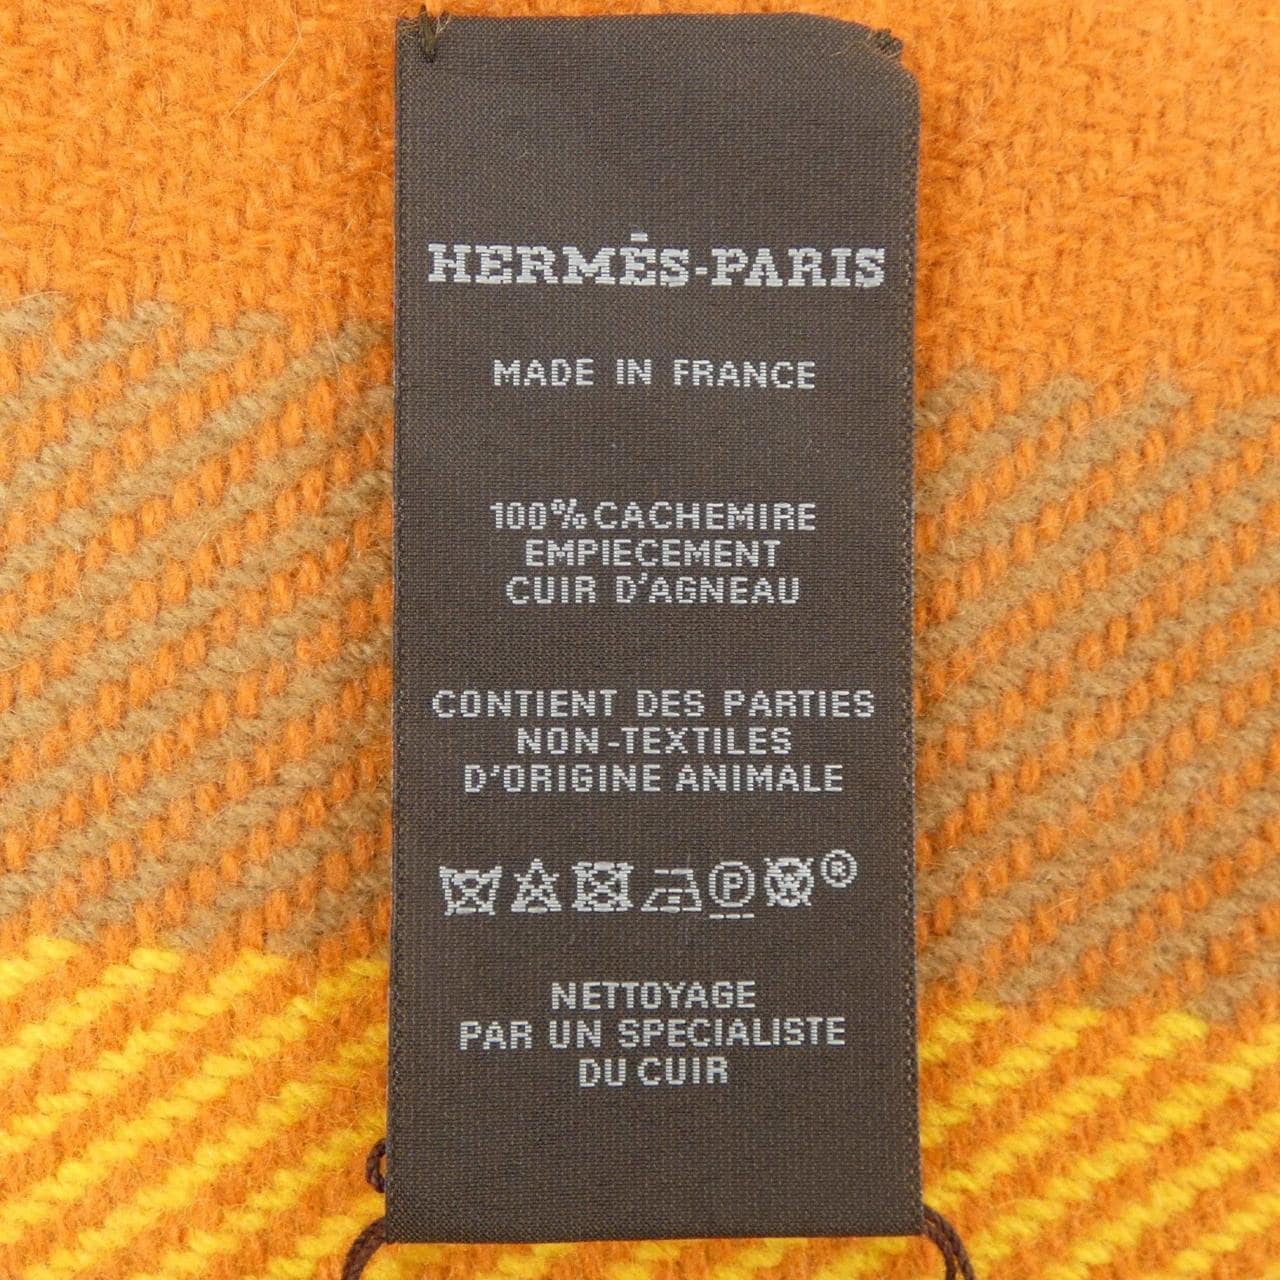 HERMÈS-PARIS
MADE IN FRANCE
100% CACHEMIRE
EMPIECEMENT
CUIR D'AGNEAU
CONTIENT DES PARTIES
NON-TEXTILES
D'ORIGINE ANIMALE
P W ®
NETTOYAGE
PAR UN SPECIALISTE
DU CUIR